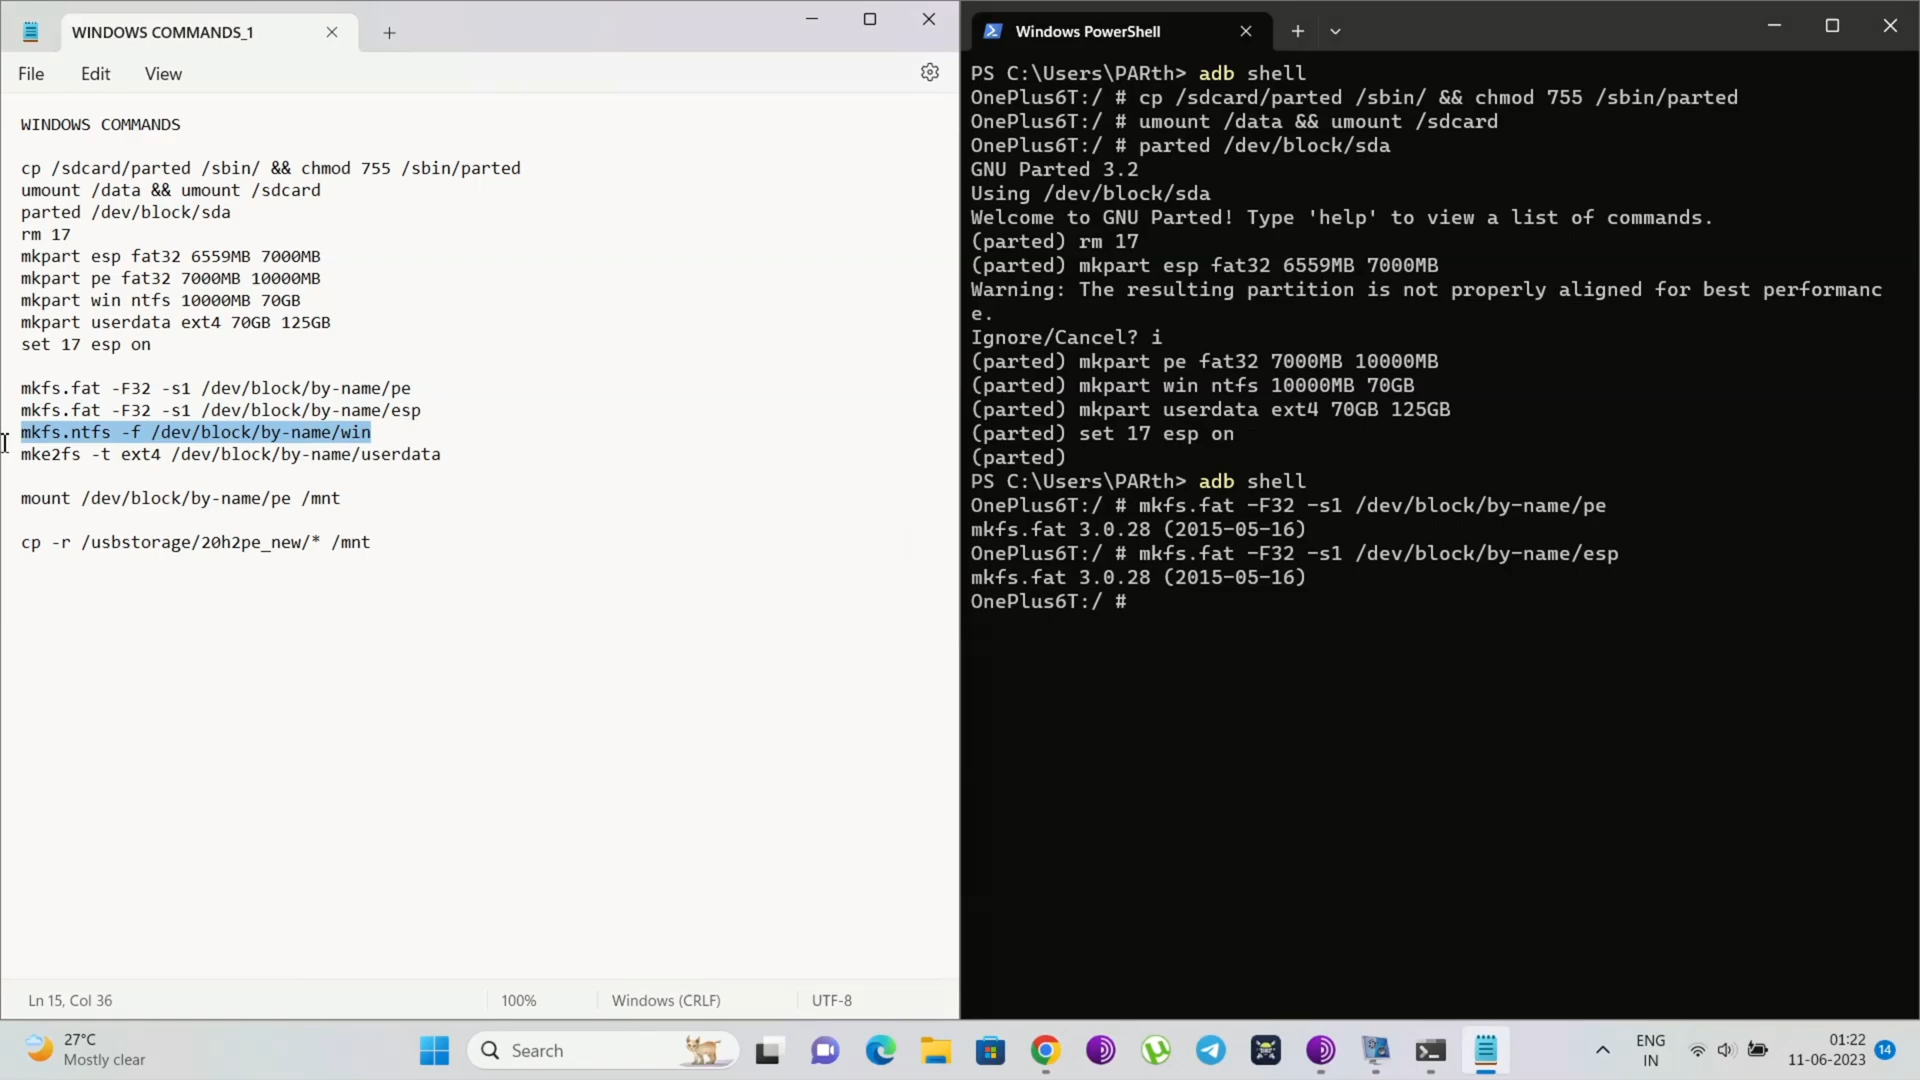 WINDOWS COMMANDS_1
File Edit View
WINDOWS COMMANDS
cp /sdcard/parted /sbin/ && chmod 755 /sbin/parted
umount /data && umount /sdcard
parted /dev/block/sda
rm 17
mkpart esp fat32 6559MB 7000MB
mkpart pe fat32 7000MB 10000MB
mkpart win ntfs 10000MB 70GB
mkpart userdata ext4 70GB 125GB
set 17 esp on
mkfs.fat -F32 -s1 /dev/block/by-name/pe
mkfs.fat -F32 -s1 /dev/block/by-name/esp
mkfs.ntfs -f /dev/block/by-name/win
mke2fs -t ext4 /dev/block/by-name/userdata
mount /dev/block/by-name/pe /mnt
cp -r /usbstorage/20h2pe_new/* /mnt
Ln 15, Col 36 100% Windows (CRLF) UTF-8
Windows PowerShell
PS C:\Users\PARth> adb shell
OnePlus6T:/ # cp /sdcard/parted /sbin/ && chmod 755 /sbin/parted
OnePlus6T:/ # umount /data && umount /sdcard
OnePlus6T:/ # parted /dev/block/sda
GNU Parted 3.2
Using /dev/block/sda
Welcome to GNU Parted! Type 'help' to view a list of commands.
(parted) rm 17
(parted) mkpart esp fat32 6559MB 7000MB
Warning: The resulting partition is not properly aligned for best performanc
e.
Ignore/Cancel? i
(parted) mkpart pe fat32 7000MB 10000MB
(parted) mkpart win ntfs 10000MB 70GB
(parted) mkpart userdata ext4 70GB 125GB
(parted) set 17 esp on
(parted)
PS C:\Users\PARth> adb shell
OnePlus6T:/ # mkfs.fat -F32 -s1 /dev/block/by-name/pe
mkfs.fat 3.0.28 (2015-05-16)
OnePlus6T:/ # mkfs.fat -F32 -s1 /dev/block/by-name/esp
mkfs.fat 3.0.28 (2015-05-16)
OnePlus6T:/ #
27°C
Mostly clear
Search
ENG
IN
01:22
11-06-2023
14